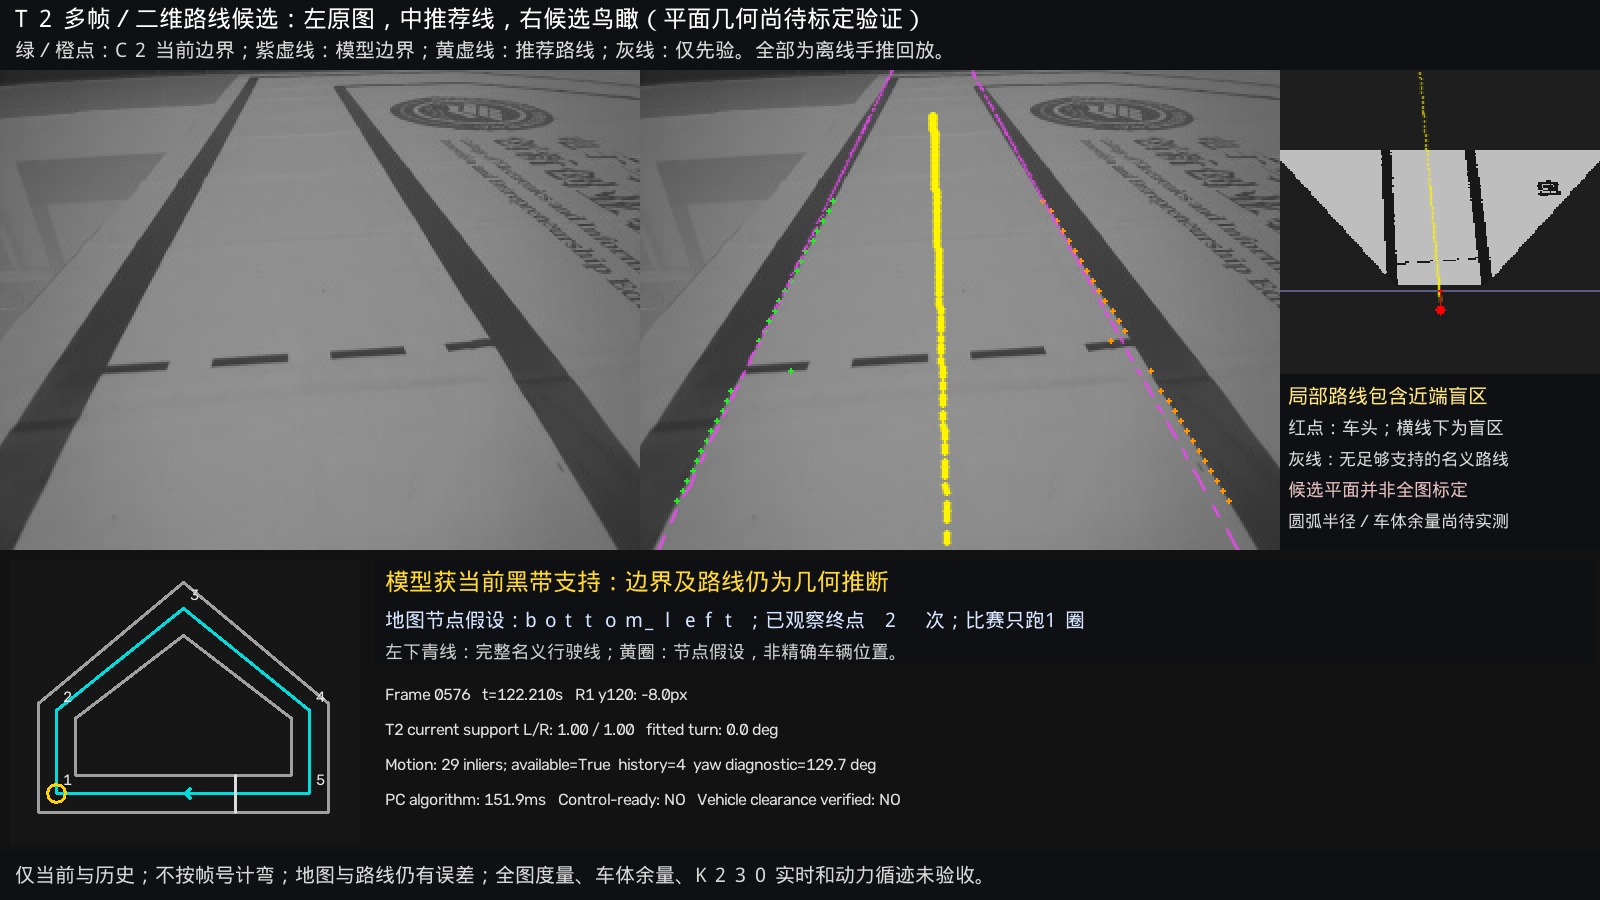 T 2 多帧 / 二维路线候选：左原图，中推荐线，右候选鸟瞰（平面几何尚待标定验证）
绿 / 橙点：C 2 当前边界；紫虚线：模型边界；黄虚线：推荐路线；灰线：仅先验。全部为离线手推回放。
局部路线包含近端盲区
红点：车头；横线下为盲区
灰线：无足够支持的名义路线
候选平面并非全图标定
圆弧半径 / 车体余量尚待实测
3
2
4
1
5
模型获当前黑带支持：边界及路线仍为几何推断
地图节点假设：bottom_left；已观察终点 2 次；比赛只跑1 圈
左下青线：完整名义行驶线；黄圈：节点假设，非精确车辆位置。
Frame 0576 t=122.210s R1 y120: -8.0px
T2 current support L/R: 1.00 / 1.00 fitted turn: 0.0 deg
Motion: 29 inliers; available=True history=4 yaw diagnostic=129.7 deg
PC algorithm: 151.9ms Control-ready: NO Vehicle clearance verified: NO
仅当前与历史；不按帧号计弯；地图与路线仍有误差；全图度量、车体余量、K230 实时和动力循迹未验收。